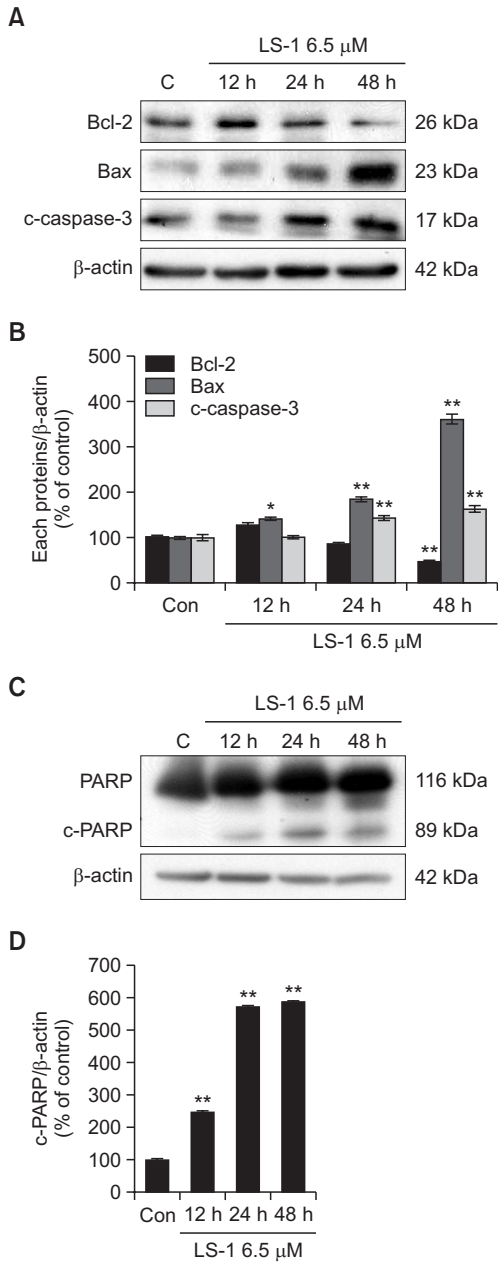 A
LS-1 6.5 μM
C 12 h 24 h 48 h
Bcl-2 26 kDa
Bax 23 kDa
c-caspase-3 17 kDa
β-actin 42 kDa
B
Each proteins/β-actin
(% of control)
500
400
300
200
100
0
Bcl-2
Bax
c-caspase-3
* ** ** ** ** **
Con 12 h 24 h 48 h
LS-1 6.5 μM
C
LS-1 6.5 μM
C 12 h 24 h 48 h
PARP 116 kDa
c-PARP 89 kDa
β-actin 42 kDa
D
c-PARP/β-actin
(% of control)
700
600
500
400
300
200
100
0
** ** **
Con 12 h 24 h 48 h
LS-1 6.5 μM